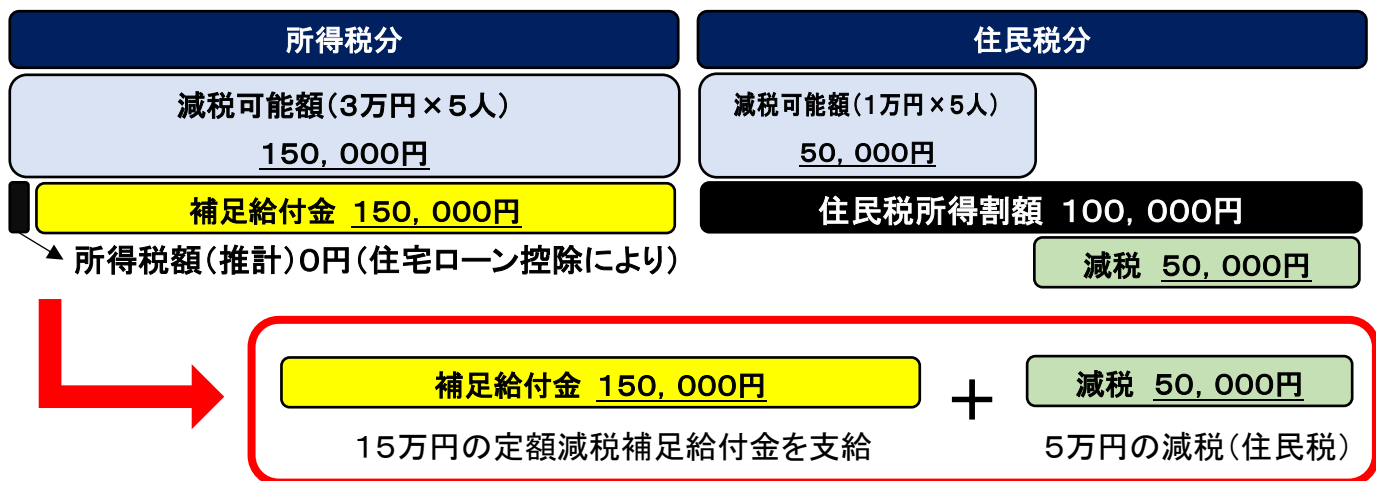 所得税分
減税可能額(3万円×5人)
150,000円
補足給付金 150,000円
所得税額(推計)0円(住宅ローン控除により)
住民税分
減税可能額(1万円×5人)
50,000円
住民税所得割額 100,000円
減税 50,000円
補足給付金 150,000円
+
減税 50,000円
15万円の定額減税補足給付金を支給
5万円の減税(住民税)